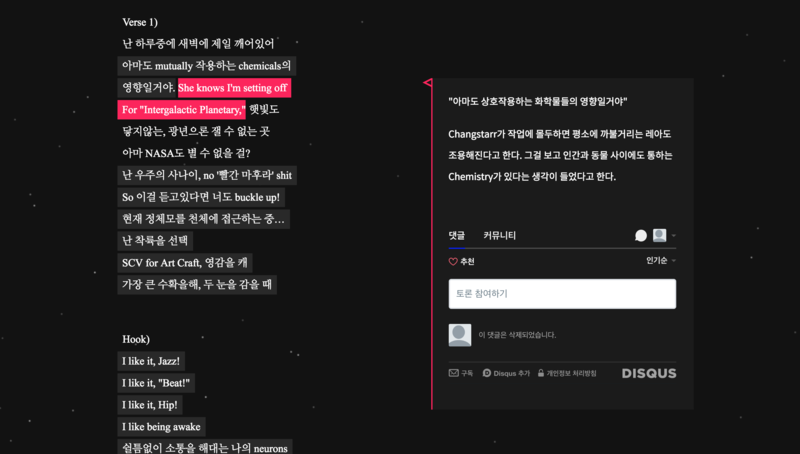 Verse 1)
난 하루중에 새벽에 제일 깨어있어
아마도 mutually 작용하는 chemicals의
영향일거야. She knows I'm setting off
For "Intergalactic Planetary," 햇빛도
닿지않는, 광년으론 잴 수 없는 곳
아마 NASA도 별 수 없을 걸?
난 우주의 사나이, no '빨간 마후라' shit
So 이걸 듣고있다면 너도 buckle up!
현재 정체모를 천체에 접근하는 중...
난 착륙을 선택
SCV for Art Craft, 영감을 캐
가장 큰 수확을해, 두 눈을 감을 때
Hook)
I like it, Jazz!
I like it, "Beat!"
I like it, Hip!
I like being awake
쉴틈없이 소통을 해대는 나의 neurons
"아마도 상호작용하는 화학물들의 영향일거야"
Changstarr가 작업에 몰두하면 평소에 까불거리는 레아도
조용해진다고 한다. 그걸 보고 인간과 동물 사이에도 통하는
Chemistry가 있다는 생각이 들었다고 한다.
댓글 커뮤니티
추천 인기순
토론 참여하기
이 댓글은 삭제되었습니다.
구독 Disqus 추가 개인정보 처리방침 DISQUS